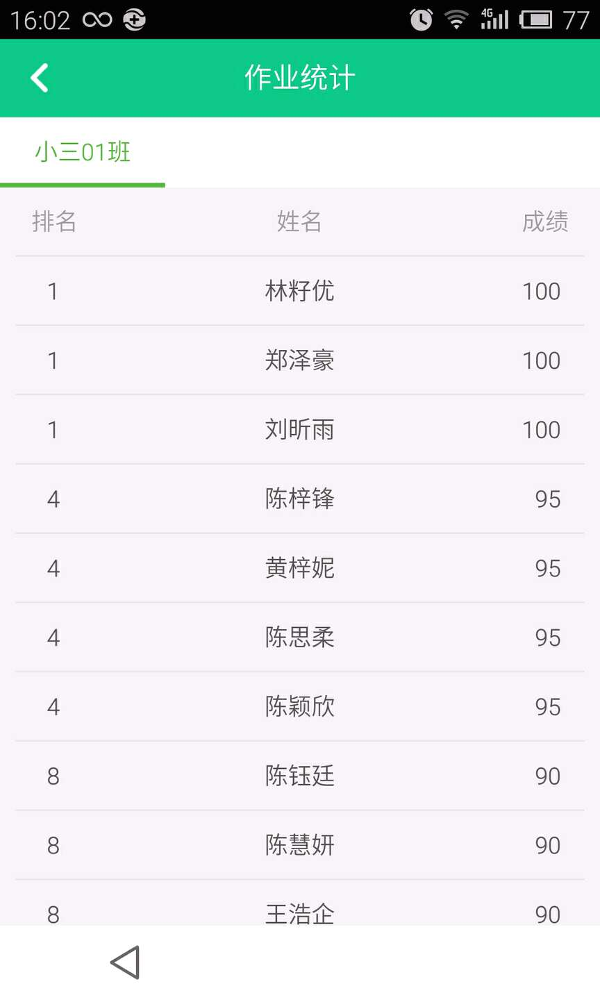 16:02 4G 77
作业统计
小三01班
排名 姓名 成绩
1 林籽优 100
1 郑泽豪 100
1 刘昕雨 100
4 陈梓锋 95
4 黄梓妮 95
4 陈思柔 95
4 陈颖欣 95
8 陈钰廷 90
8 陈慧妍 90
8 王浩企 90